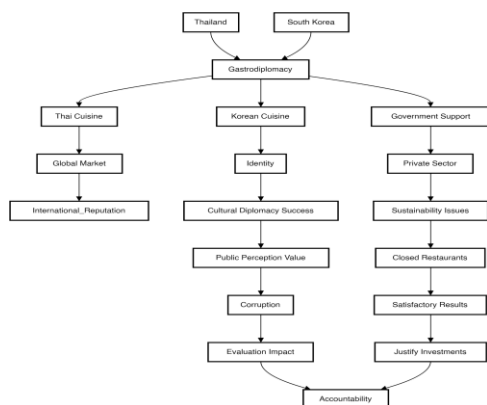 Thailand
South Korea
Gastrodiplomacy
Thai Cuisine
Korean Cuisine
Government Support
Global Market
Identity
Private Sector
International_Reputation
Cultural Diplomacy Success
Sustainability Issues
Public Perception Value
Closed Restaurants
Corruption
Satisfactory Results
Evaluation Impact
Justify Investments
Accountability